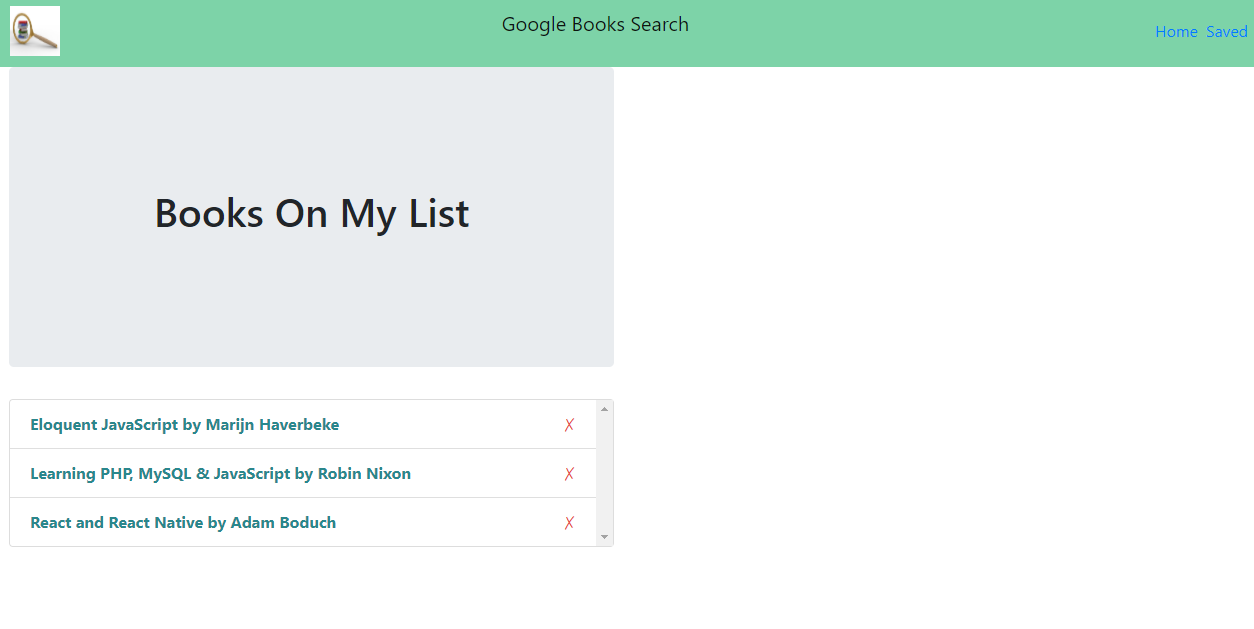 Google Books Search
Home Saved
Books On My List
Eloquent JavaScript by Marijn Haverbeke ✗
Learning PHP, MySQL & JavaScript by Robin Nixon ✗
React and React Native by Adam Boduch ✗